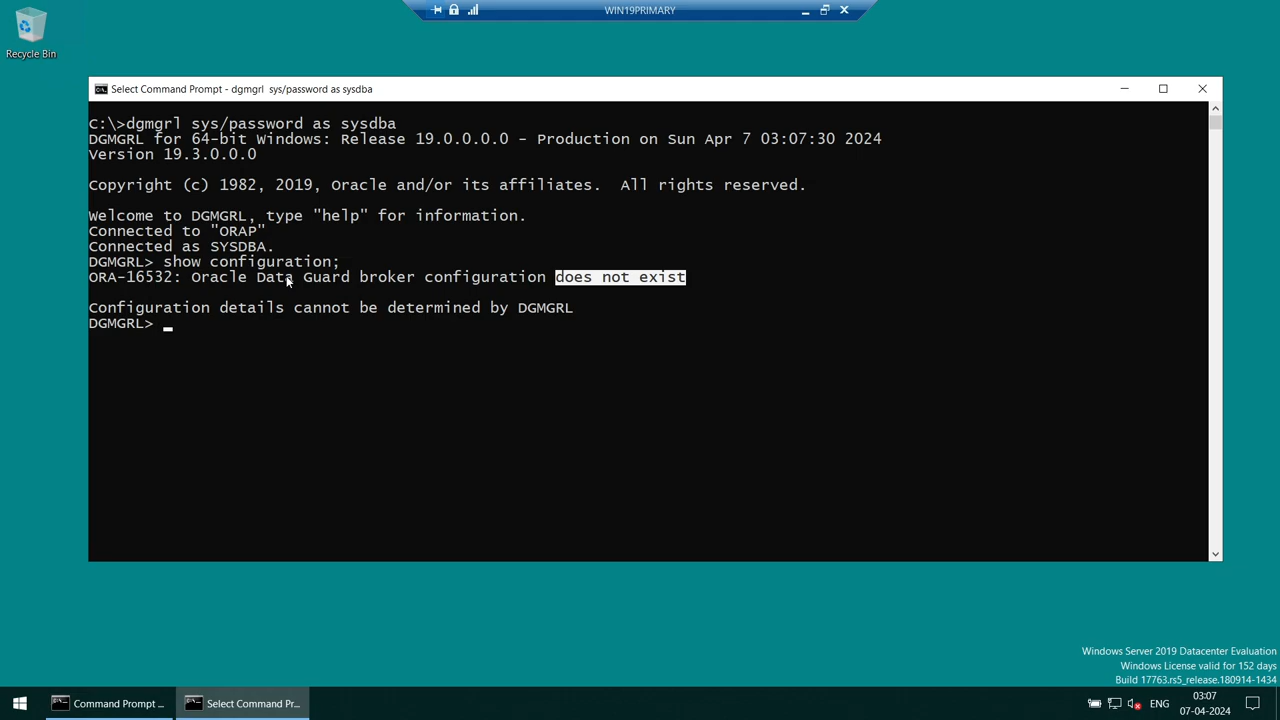 WIN19PRIMARY
Recycle Bin
Select Command Prompt - dgmgrl  sys/password as sysdba
C:\>dgmgrl sys/password as sysdba
DGMGRL for 64-bit Windows: Release 19.0.0.0.0 - Production on Sun Apr 7 03:07:30 2024
Version 19.3.0.0.0
Copyright (c) 1982, 2019, Oracle and/or its affiliates.  All rights reserved.
Welcome to DGMGRL, type "help" for information.
Connected to "ORAP"
Connected as SYSDBA.
DGMGRL> show configuration;
ORA-16532: Oracle Data Guard broker configuration does not exist
Configuration details cannot be determined by DGMGRL
DGMGRL>
Windows Server 2019 Datacenter Evaluation
Windows License valid for 152 days
Build 17763.rs5_release.180914-1434
Command Prompt ...
Select Command Pr...
ENG
03:07
07-04-2024